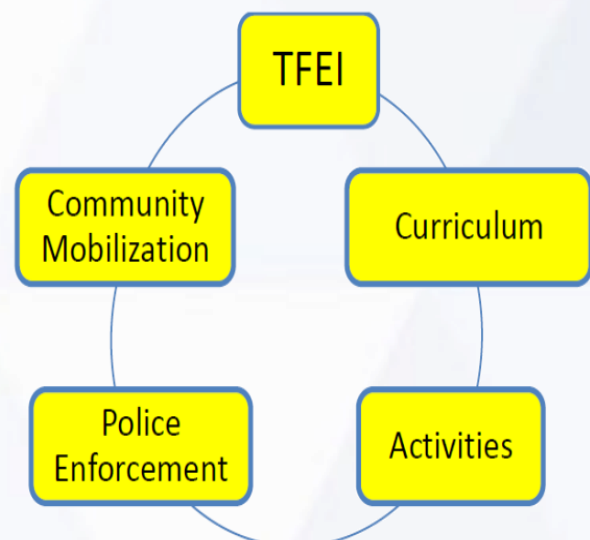 TFEI
Community
Mobilization
Curriculum
Police
Enforcement
Activities